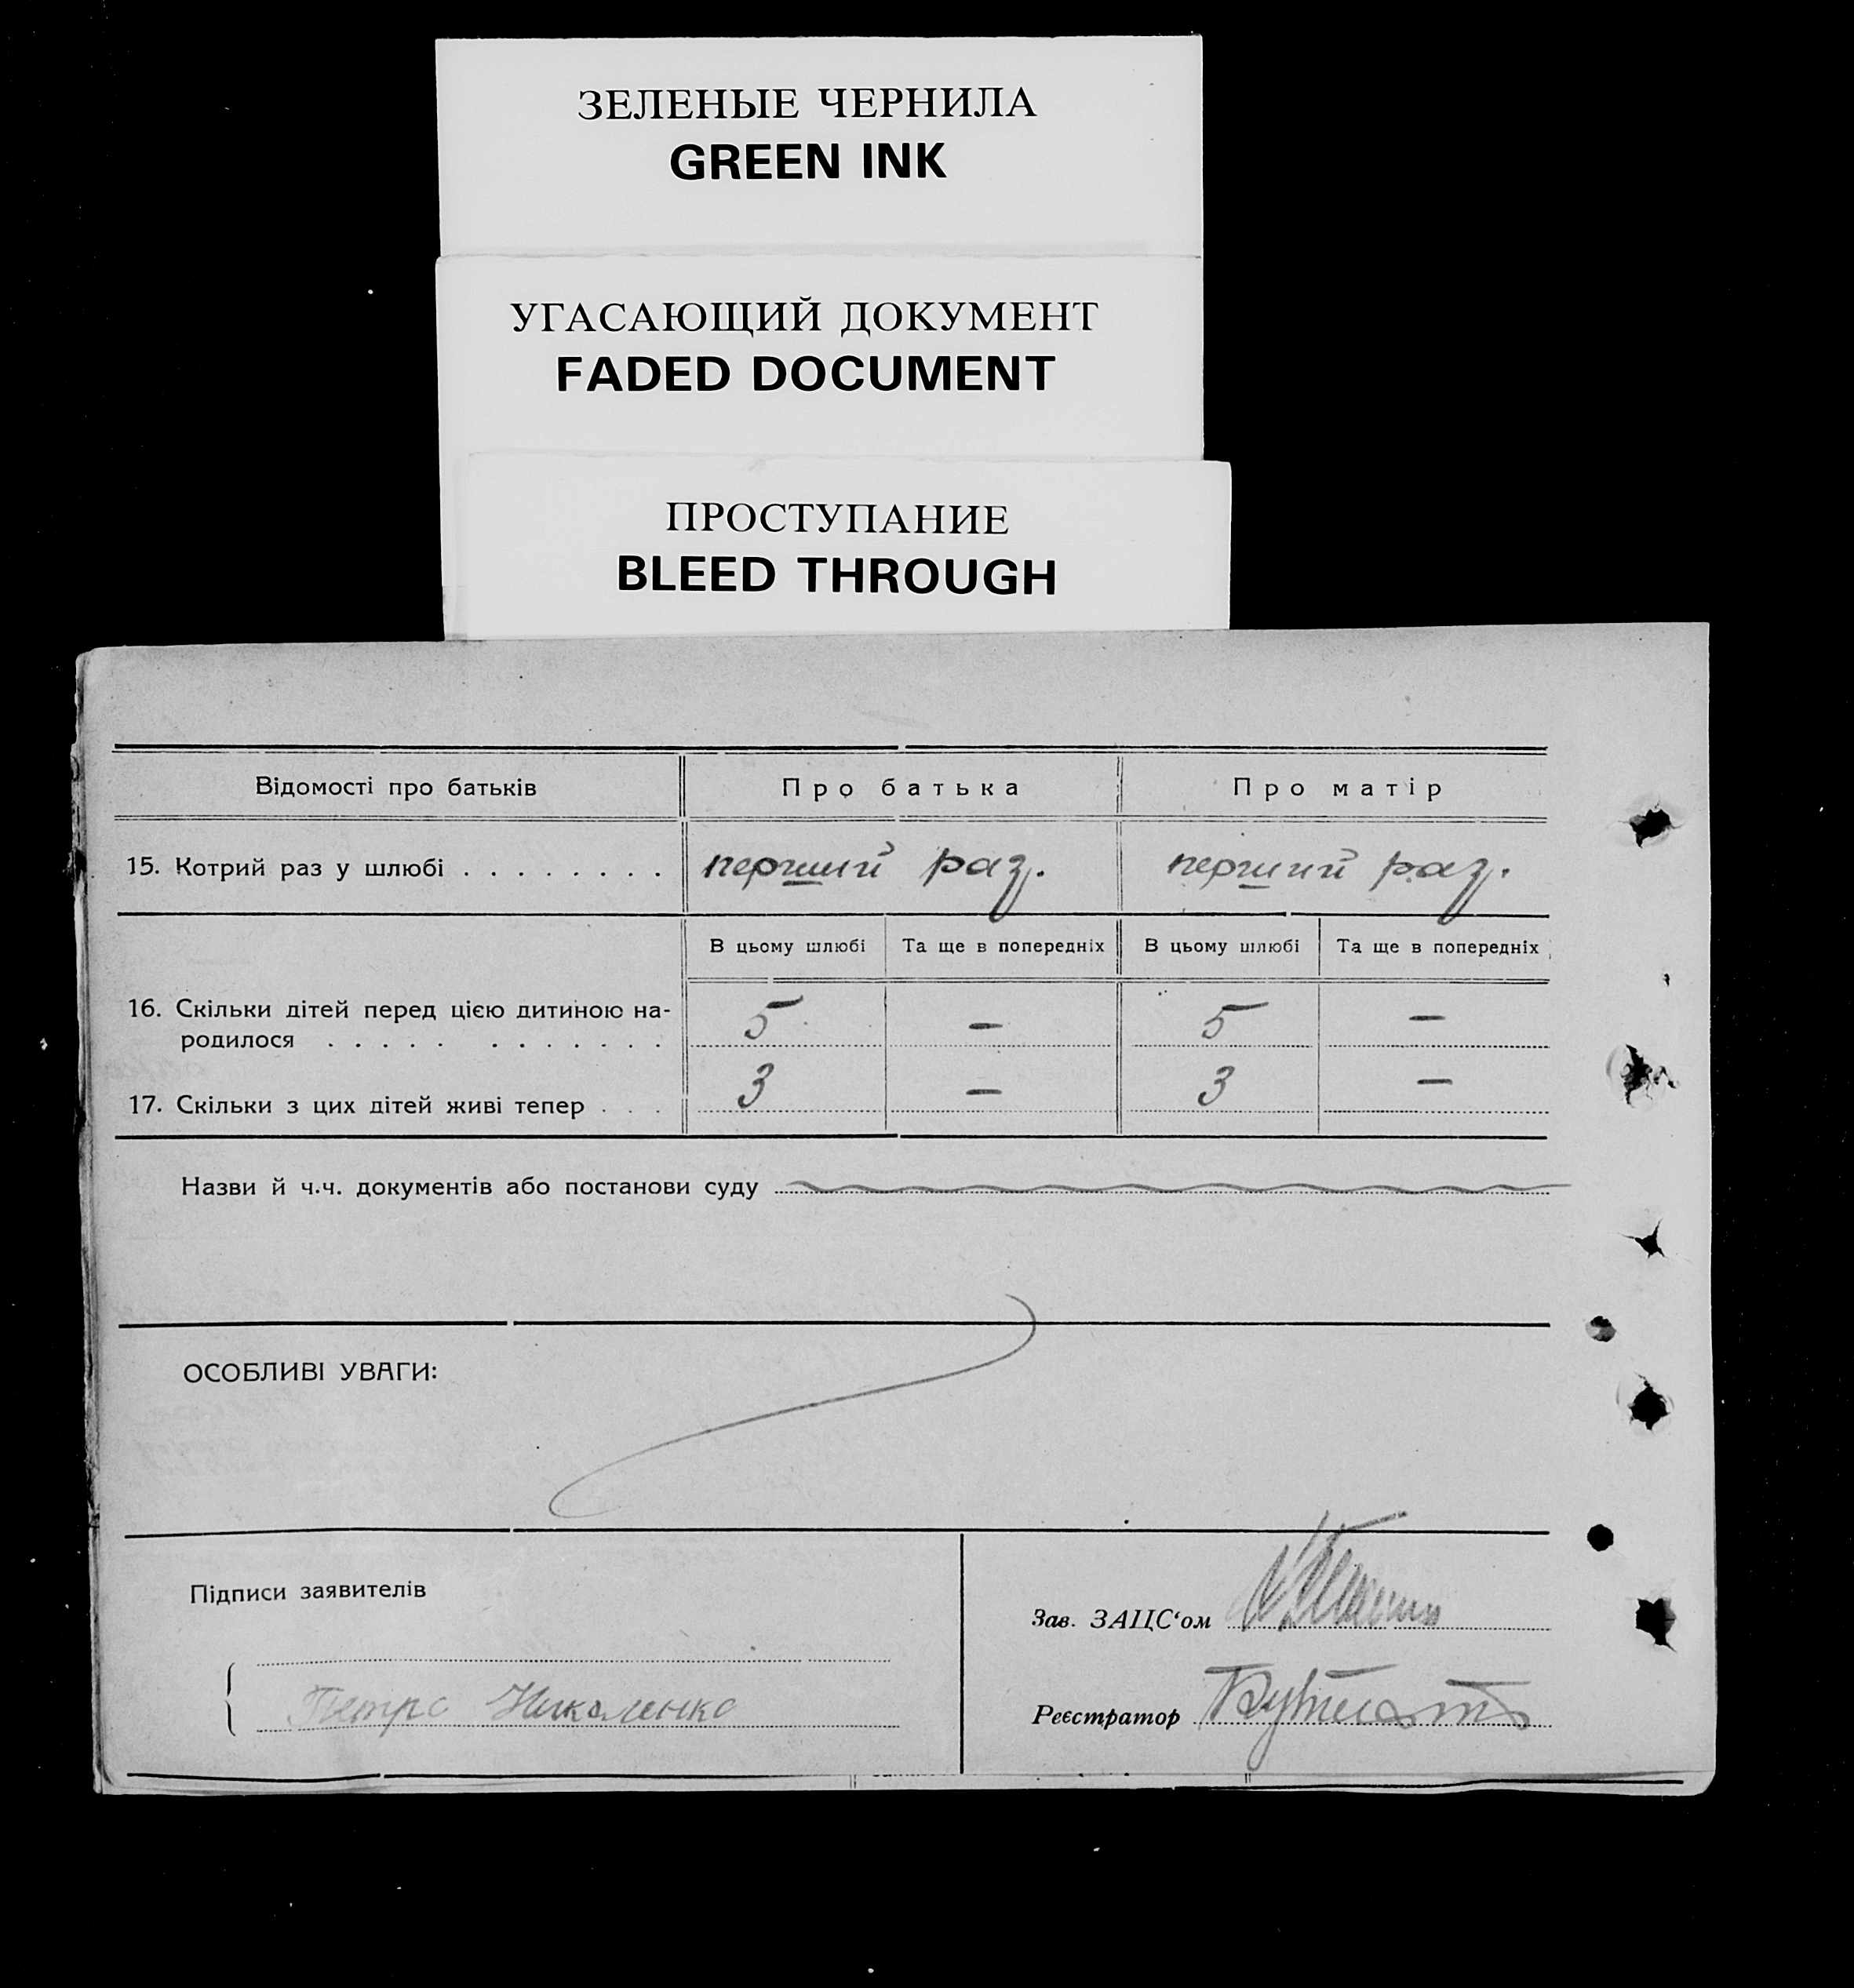 ЗЕЛЕНЫЕ ЧЕРНИЛА
GREEN INK
УГАСАЮЩИЙ ДОКУМЕНТ
FADED DOCUMENT
ПРОСТУПАНИЕ
BLEED THROUGH
Відомості про батьків Про батька Про матір
15. Котрий раз у шлюбі . . . . . . . . перший раз. перший раз.
В цьому шлюбі Та ще в попередніх В цьому шлюбі Та ще в попередніх
16. Скільки дітей перед цією дитиною на-
родилося . . . . . . . . . . . . 5 — 5 —
17. Скільки з цих дітей живі тепер . . . 3 — 3 —
Назви й ч.ч. документів або постанови суду
ОСОБЛИВІ УВАГИ:
Підписи заявителів
Зав. ЗАЦС‘ом
Петро Николенко
Реєстратор